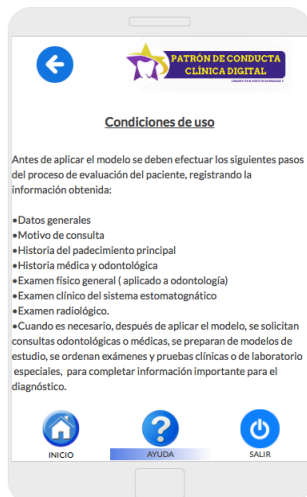 PATRÓN DE CONDUCTA
CLÍNICA DIGITAL
Condiciones de uso
Antes de aplicar el modelo se deben efectuar los siguientes pasos
del proceso de evaluación del paciente, registrando la
información obtenida:
•Datos generales
•Motivo de consulta
•Historia del padecimiento principal
•Historia médica y odontológica
•Examen físico general ( aplicado a odontología)
•Examen clínico del sistema estomatognático
•Examen radiológico.
•Cuando es necesario, después de aplicar el modelo, se solicitan
consultas odontológicas o médicas, se preparan de modelos de
estudio, se ordenan exámenes y pruebas clínicas o de laboratorio
especiales, para completar información importante para el
diagnóstico.
INICIO
AYUDA
SALIR